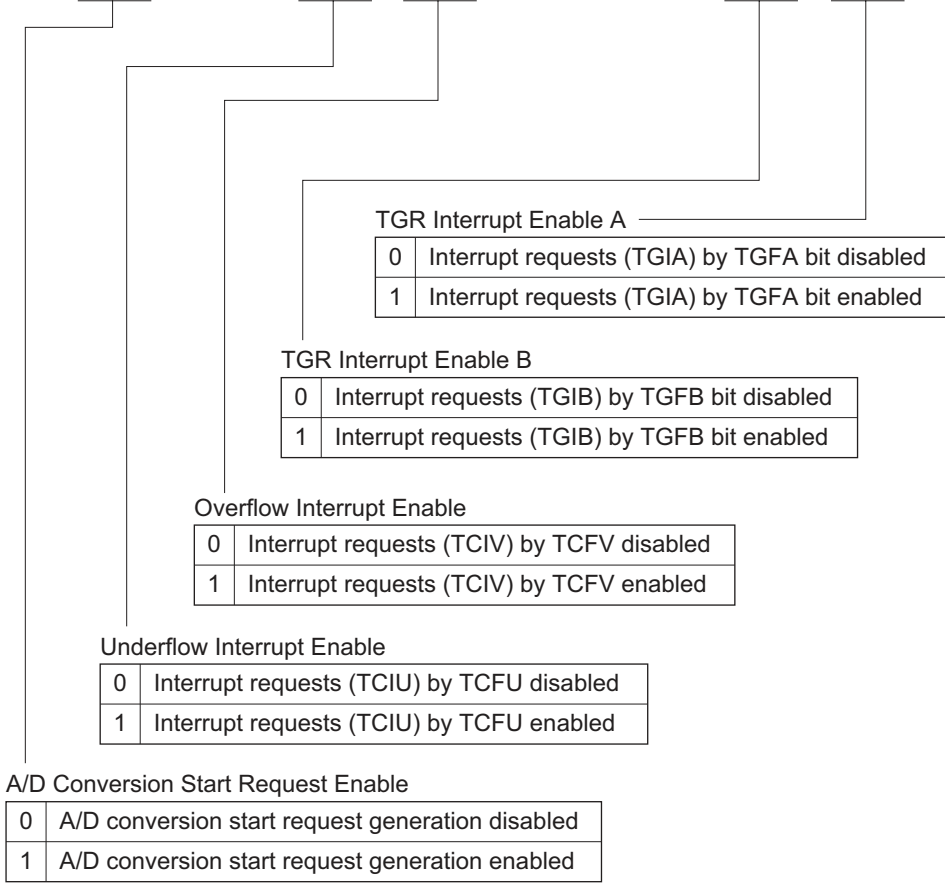 TGR Interrupt Enable A
0 Interrupt requests (TGIA) by TGFA bit disabled
1 Interrupt requests (TGIA) by TGFA bit enabled
TGR Interrupt Enable B
0 Interrupt requests (TGIB) by TGFB bit disabled
1 Interrupt requests (TGIB) by TGFB bit enabled
Overflow Interrupt Enable
0 Interrupt requests (TCIV) by TCFV disabled
1 Interrupt requests (TCIV) by TCFV enabled
Underflow Interrupt Enable
0 Interrupt requests (TCIU) by TCFU disabled
1 Interrupt requests (TCIU) by TCFU enabled
A/D Conversion Start Request Enable
0 A/D conversion start request generation disabled
1 A/D conversion start request generation enabled